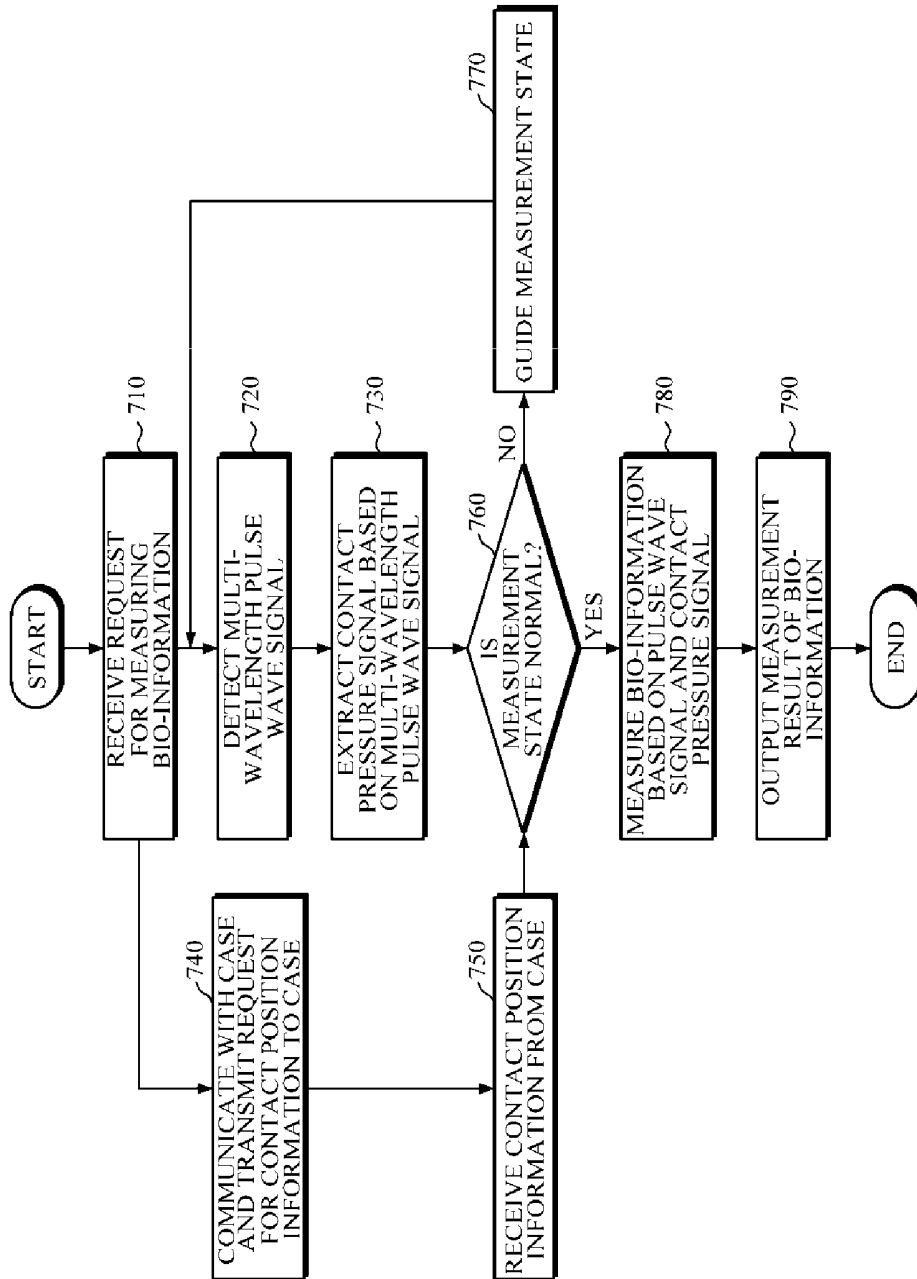 START
710
RECEIVE REQUEST
FOR MEASURING
BIO-INFORMATION
720
DETECT MULTI-
WAVELENGTH PULSE
WAVE SIGNAL
730
EXTRACT CONTACT
PRESSURE SIGNAL BASED
ON MULTI-WAVELENGTH
PULSE WAVE SIGNAL
740
COMMUNICATE WITH CASE
AND TRANSMIT REQUEST
FOR CONTACT POSITION
INFORMATION TO CASE
750
RECEIVE CONTACT POSITION
INFORMATION FROM CASE
760
IS
MEASUREMENT
STATE NORMAL?
NO
770
GUIDE MEASUREMENT STATE
YES
780
MEASURE BIO-INFORMATION
BASED ON PULSE WAVE
SIGNAL AND CONTACT
PRESSURE SIGNAL
790
OUTPUT MEASUREMENT
RESULT OF BIO-
INFORMATION
END